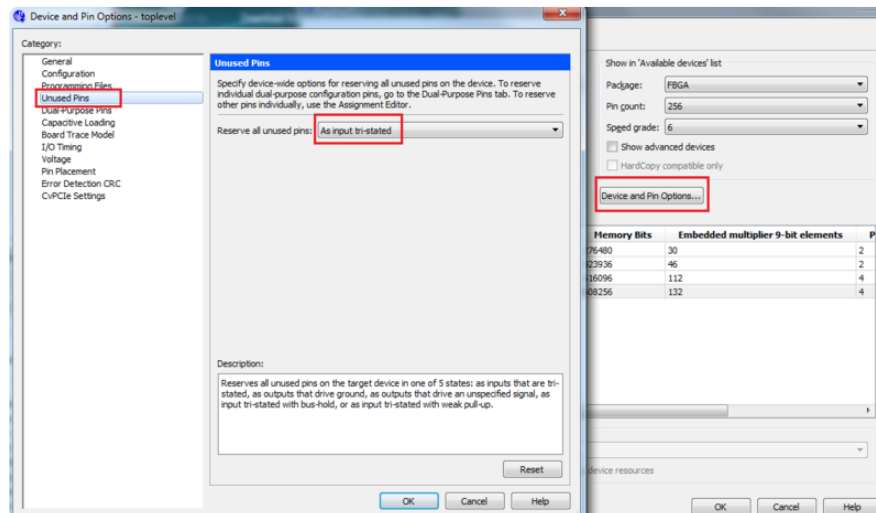 Device and Pin Options - toplevel
Category:
General
Configuration
Programming Files
Unused Pins
Dual-Purpose Pins
Capacitive Loading
Board Trace Model
I/O Timing
Voltage
Pin Placement
Error Detection CRC
CvPCIe Settings
Unused Pins
Specify device-wide options for reserving all unused pins on the device. To reserve
individual dual-purpose configuration pins, go to the Dual-Purpose Pins tab. To reserve
other pins individually, use the Assignment Editor.
Reserve all unused pins: As input tri-stated
Description:
Reserves all unused pins on the target device in one of 5 states: as inputs that are tri-
stated, as outputs that drive ground, as outputs that drive an unspecified signal, as
input tri-stated with bus-hold, or as input tri-stated with weak pull-up.
Reset
OK Cancel Help
Show in 'Available devices' list
Package: FBGA
Pin count: 256
Speed grade: 6
Show advanced devices
HardCopy compatible only
Device and Pin Options...
Memory Bits Embedded multiplier 9-bit elements P
76480 30 2
23936 46 2
16096 112 4
08256 132 4
device resources
OK Cancel Help